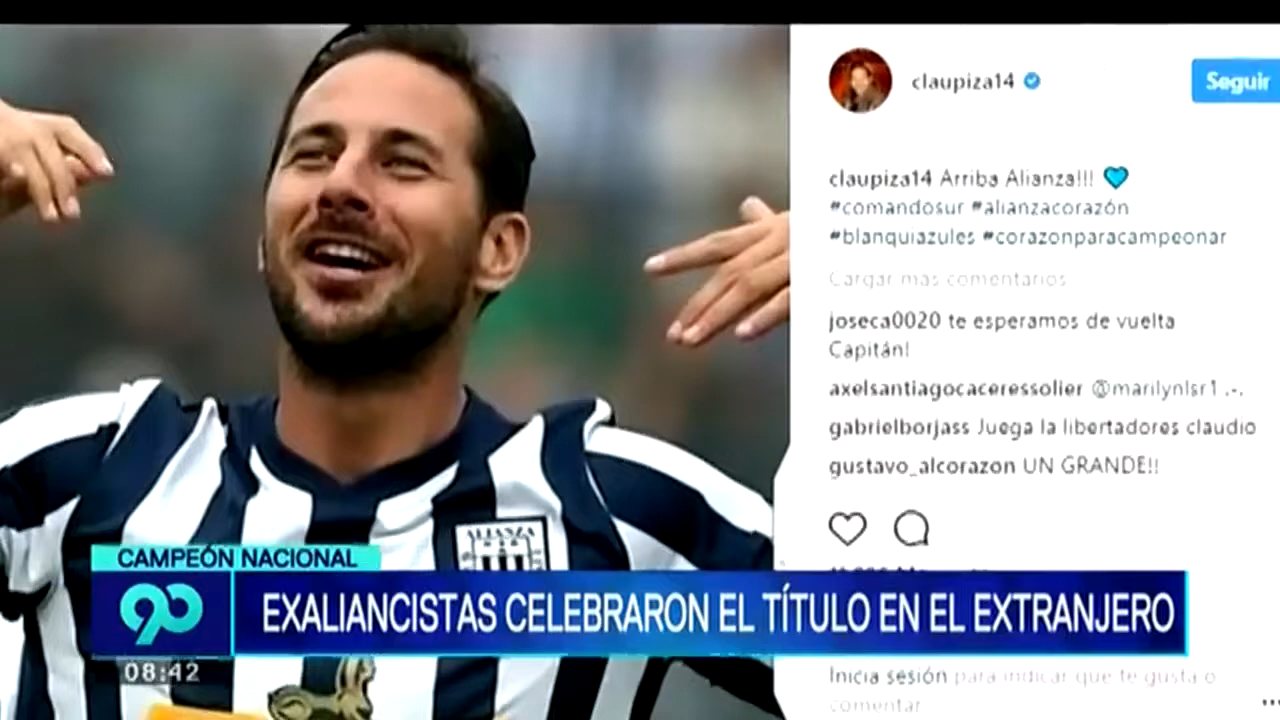 claupiza14
Seguir
claupiza14 Arriba Alianza!!!
#comandosur #alianzacorazón
#blanquiazules #corazonparacampeonar
Cargar más comentarios
joseca0020 te esperamos de vuelta
Capitán!
axelsantiagocaceressolier @marilynlsr1 .-.
gabrielborjass Juega la libertadores claudio
gustavo_alcorazon UN GRANDE!!
ALIANZA
CAMPEÓN NACIONAL
90
EXALIANCISTAS CELEBRARON EL TÍTULO EN EL EXTRANJERO
08:42
Inicia sesión para indicar que te gusta o
comentar